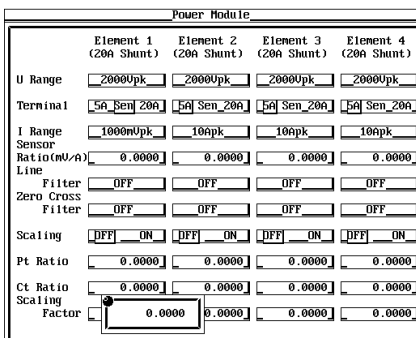 Power Module
Element 1 Element 2 Element 3 Element 4
(20A Shunt) (20A Shunt) (20A Shunt) (20A Shunt)
U Range 2000Vpk 2000Vpk 2000Vpk 2000Vpk
Terminal 5A Sen 20A 5A Sen 20A 5A Sen 20A 5A Sen 20A
I Range 1000mVpk 10Apk 10Apk 10Apk
Sensor
Ratio(mV/A) 0.0000 0.0000 0.0000 0.0000
Line
Filter OFF OFF OFF OFF
Zero Cross
Filter OFF OFF OFF OFF
Scaling OFF ON OFF ON OFF ON OFF ON
Pt Ratio 0.0000 0.0000 0.0000 0.0000
Ct Ratio 0.0000 0.0000 0.0000 0.0000
Scaling
Factor 0.0000 0.0000 0.0000 0.0000